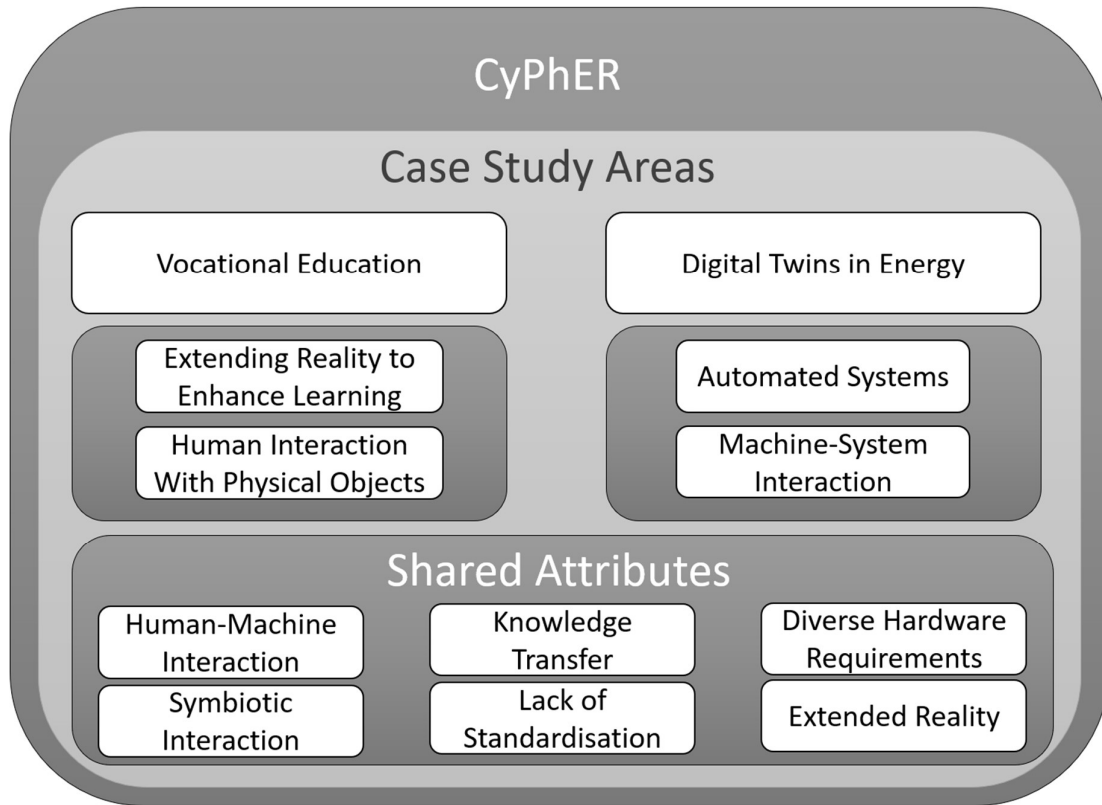 CyPhER
Case Study Areas
Vocational Education
Digital Twins in Energy
Extending Reality to
Enhance Learning
Human Interaction
With Physical Objects
Automated Systems
Machine-System
Interaction
Shared Attributes
Human-Machine
Interaction
Knowledge
Transfer
Diverse Hardware
Requirements
Symbiotic
Interaction
Lack of
Standardisation
Extended Reality